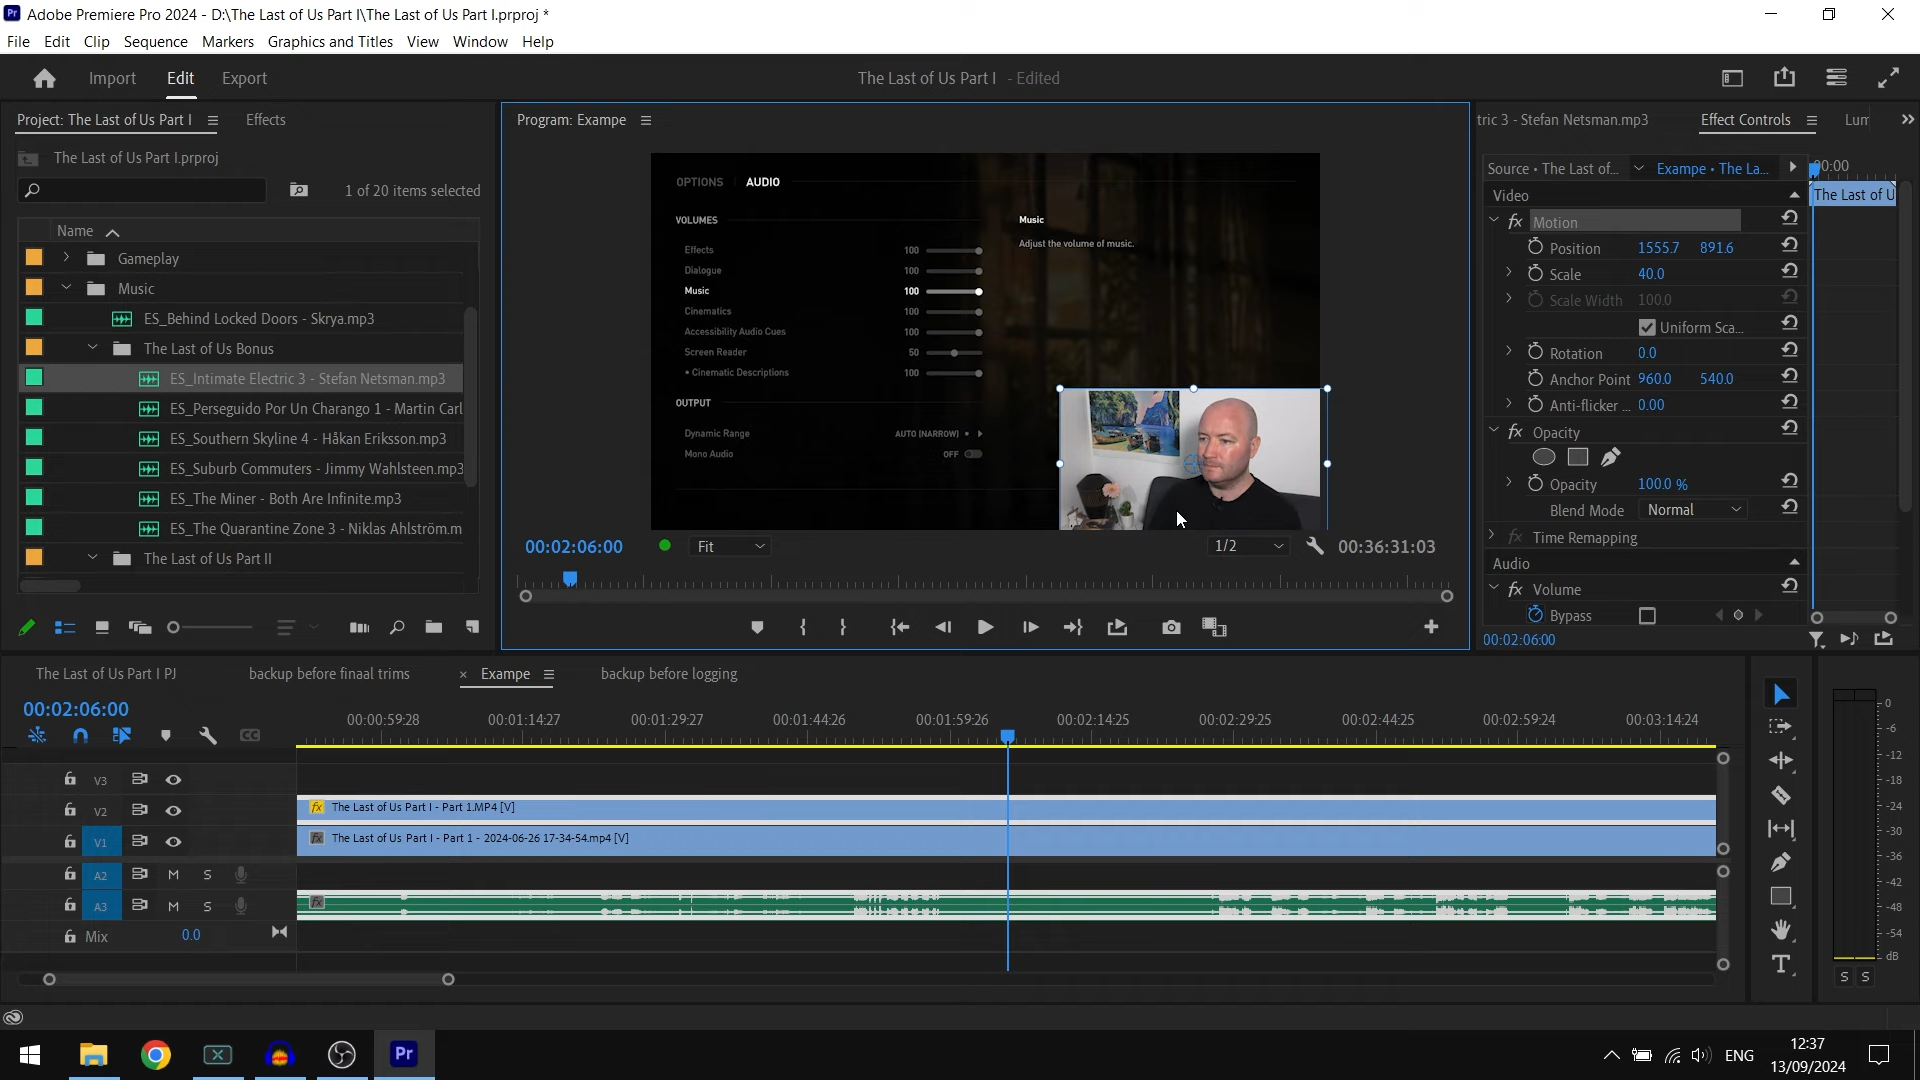 Adobe Premiere Pro 2024 - D:\The Last of Us Part I\The Last of Us Part I.prproj *
File Edit Clip Sequence Markers Graphics and Titles View Window Help
Import Edit Export
The Last of Us Part I - Edited
Project: The Last of Us Part I
Effects
The Last of Us Part I.prproj
1 of 20 items selected
Name
Gameplay
Music
ES_Behind Locked Doors - Skrya.mp3
The Last of Us Bonus
ES_Intimate Electric 3 - Stefan Netsman.mp3
ES_Perseguido Por Un Charango 1 - Martin Carl
ES_Southern Skyline 4 - Håkan Eriksson.mp3
ES_Suburb Commuters - Jimmy Wahlsteen.mp3
ES_The Miner - Both Are Infinite.mp3
ES_The Quarantine Zone 3 - Niklas Ahlström.m
The Last of Us Part II
Program: Exampe
OPTIONS AUDIO
VOLUMES
Effects 100
Dialogue 100
Music 100
Cinematics 100
Accessibility Audio Cues 100
Screen Reader 50
• Cinematic Descriptions 100
OUTPUT
Dynamic Range AUTO (NARROW)
Mono Audio OFF
Music
Adjust the volume of music.
00:02:06:00
Fit
1/2
00:36:31:03
tric 3 - Stefan Netsman.mp3
Effect Controls
Lum
Source • The Last of...
Exampe • The La...
00:00
Video
The Last of U
fx Motion
Position 1555.7 891.6
Scale 40.0
Scale Width 100.0
Uniform Sca...
Rotation 0.0
Anchor Point 960.0 540.0
Anti-flicker ... 0.00
fx Opacity
Opacity 100.0 %
Blend Mode Normal
fx Time Remapping
Audio
fx Volume
Bypass
00:02:06:00
The Last of Us Part I PJ
backup before finaal trims
× Exampe
backup before logging
00:02:06:00
00:00:59:28 00:01:14:27 00:01:29:27 00:01:44:26 00:01:59:26 00:02:14:25 00:02:29:25 00:02:44:25 00:02:59:24 00:03:14:24
CC
V3
V2
fx The Last of Us Part I - Part 1.MP4 [V]
V1
fx The Last of Us Part I - Part 1 - 2024-06-26 17-34-54.mp4 [V]
A2 M S
A3 M S
fx
Mix 0.0
0
-6
-12
-18
-24
-30
-36
-42
-48
-54
dB
S S
Pr
ENG
12:37
13/09/2024